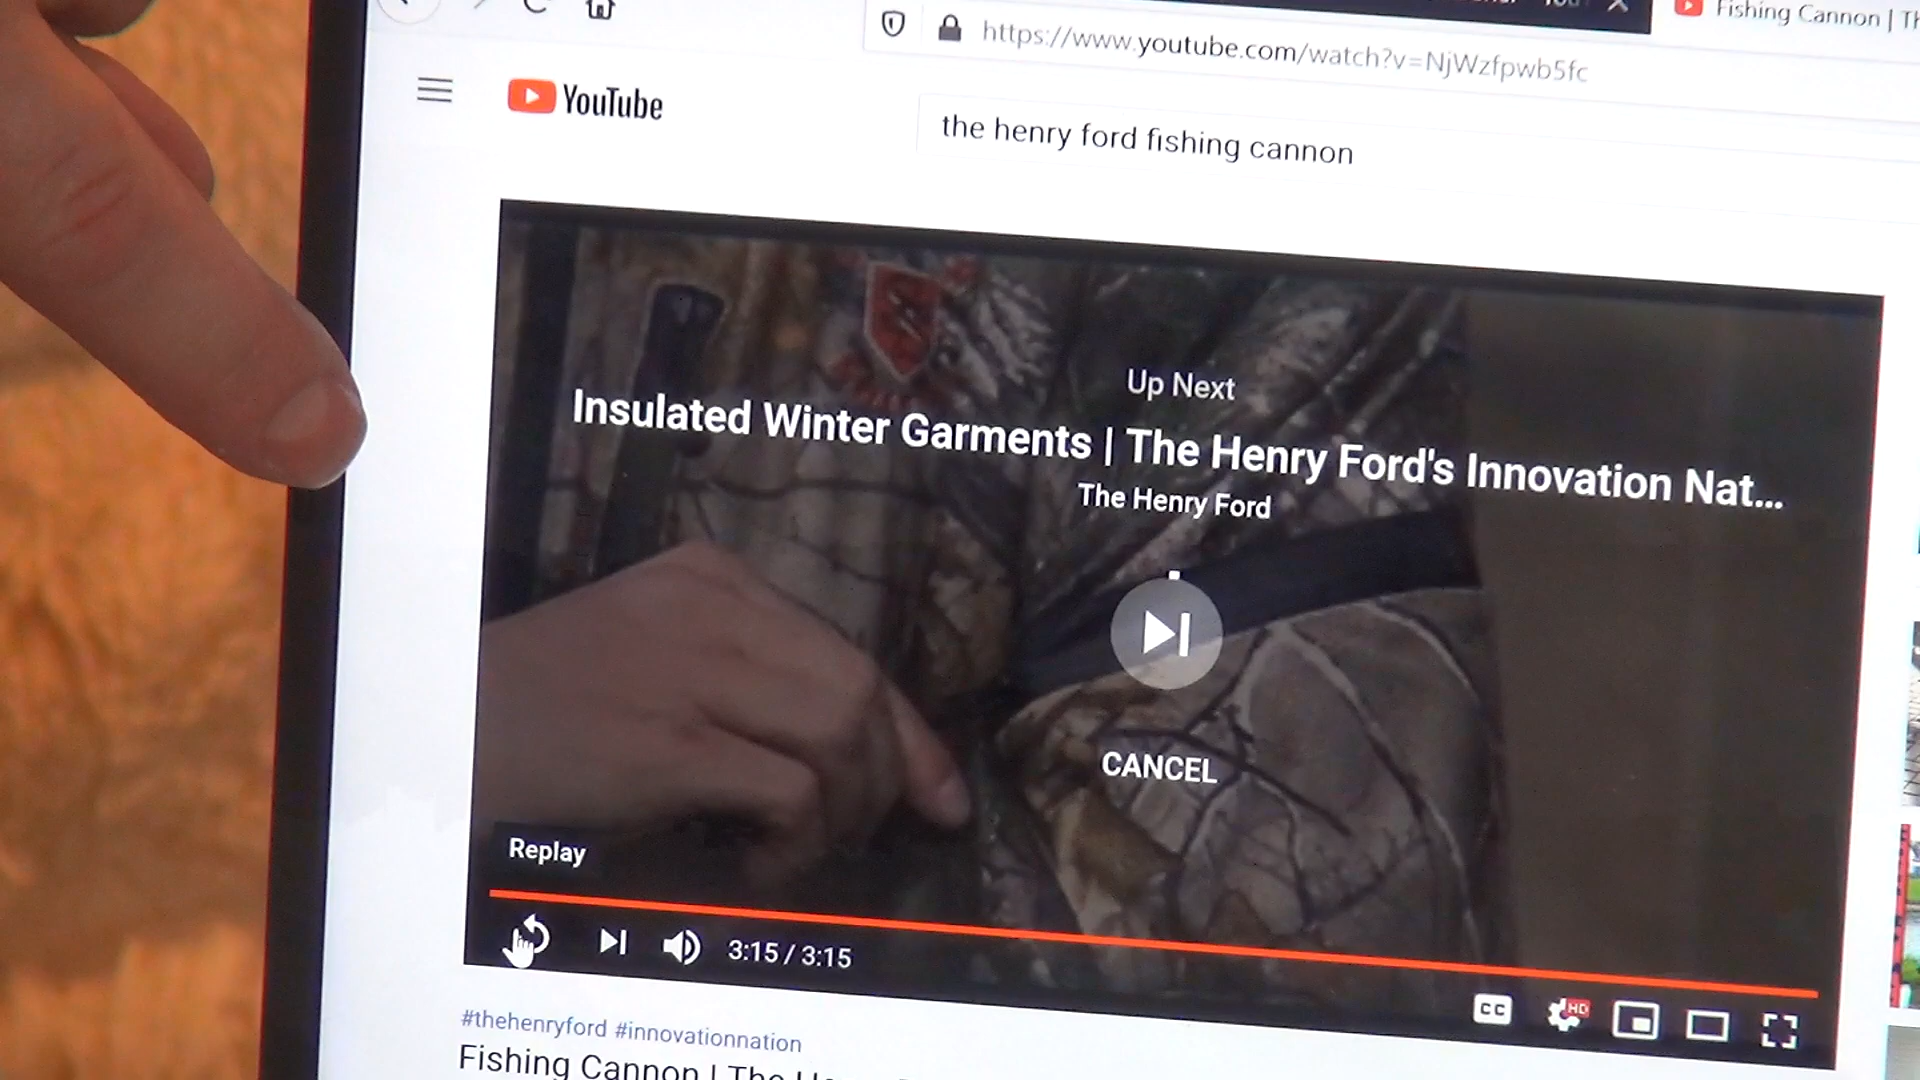 Fishing Cannon | Th
https://www.youtube.com/watch?v=NjWzfpwb5fc
YouTube
the henry ford fishing cannon
Up Next
Insulated Winter Garments | The Henry Ford's Innovation Nat...
The Henry Ford
CANCEL
Replay
3:15 / 3:15
CC
HD
#thehenryford #innovationnation
Fishing Cannon | The